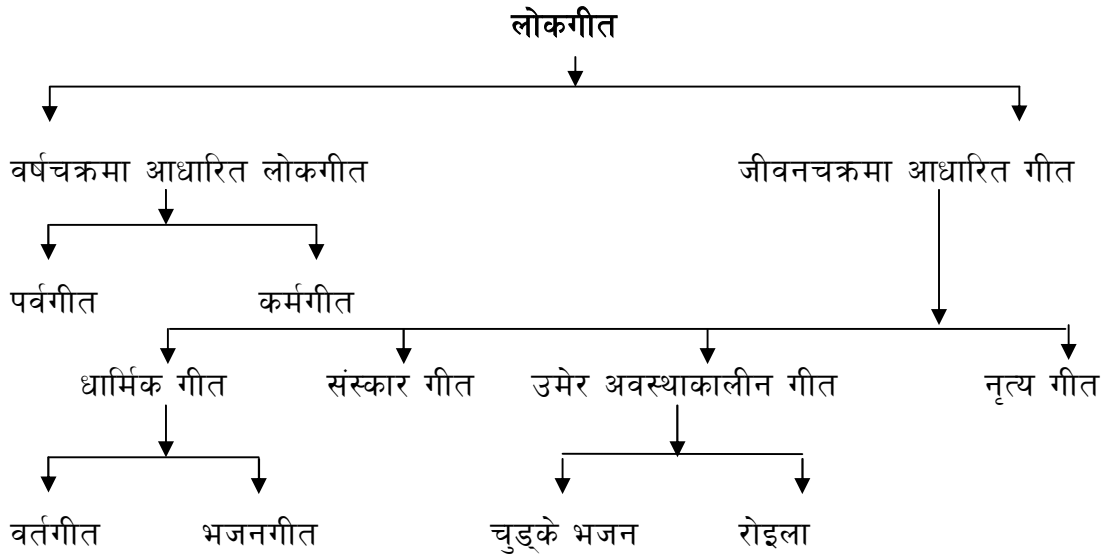 लोकगीत
वर्षचक्रमा आधारित लोकगीत जीवनचक्रमा आधारित गीत
पर्वगीत कर्मगीत
धार्मिक गीत संस्कार गीत उमेर अवस्थाकालीन गीत नृत्य गीत
वर्तगीत भजनगीत चुड्के भजन रोइला